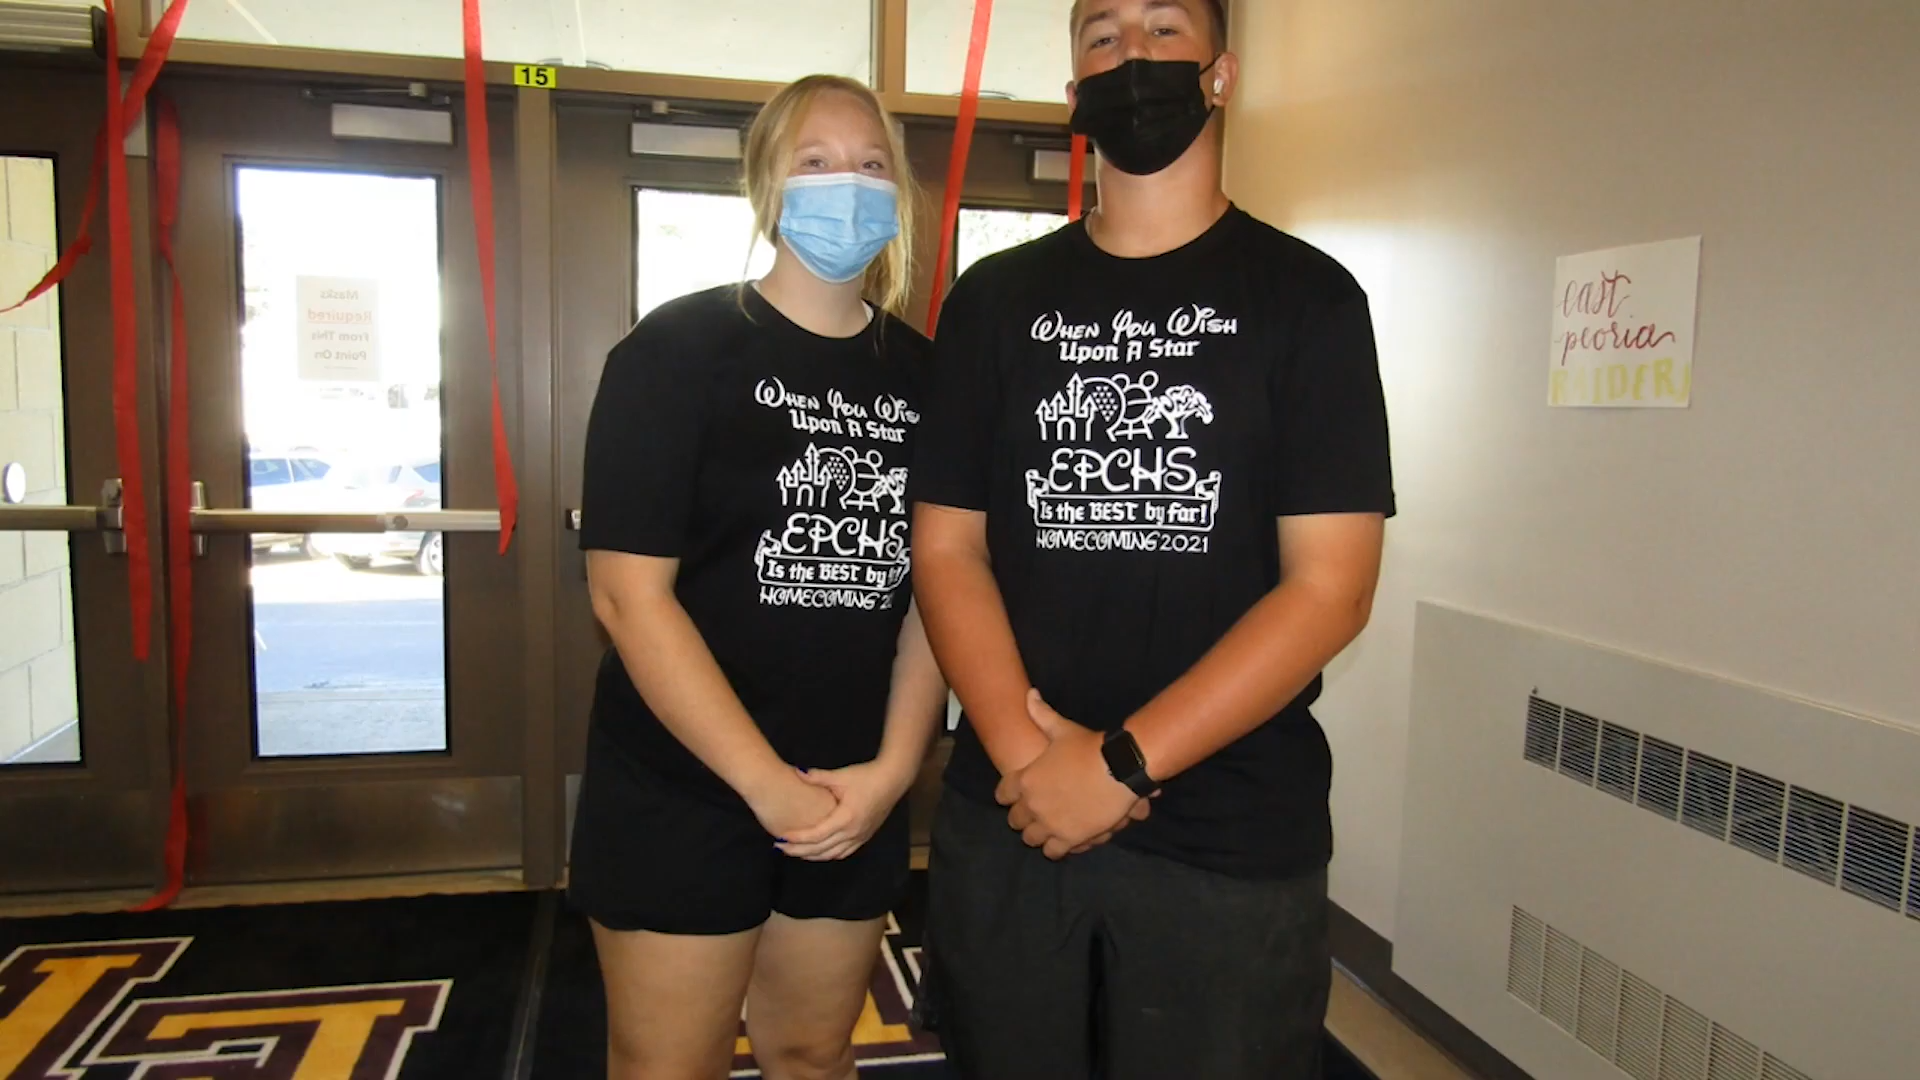 15
Masks
Required
From This
Point On
When You Wish
Upon A Star
EPCHS
Is the BEST by far!
HOMECOMING 2021
When You Wish
Upon A Star
EPCHS
Is the BEST by far!
HOMECOMING 2021
east
peoria
RAIDERS